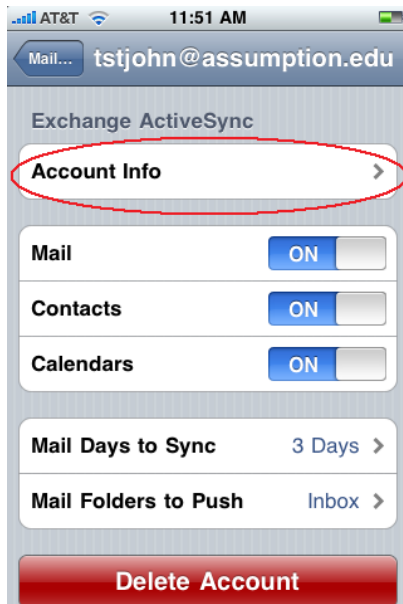 AT&T 11:51 AM
Mail... tstjohn@assumption.edu
Exchange ActiveSync
Account Info
Mail ON
Contacts ON
Calendars ON
Mail Days to Sync 3 Days
Mail Folders to Push Inbox
Delete Account